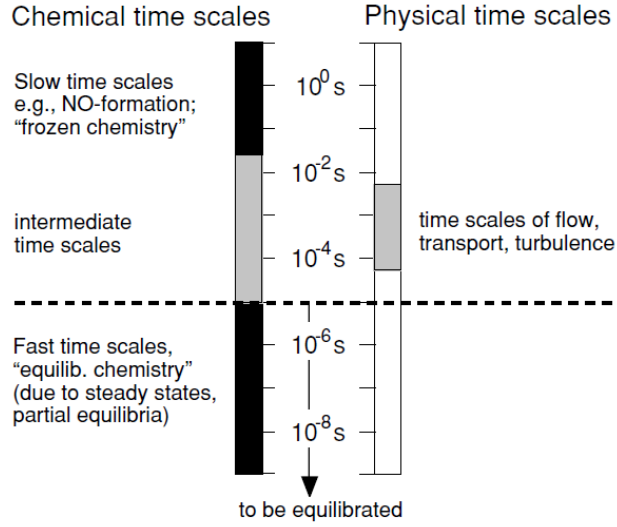 Chemical time scales
Physical time scales
Slow time scales
e.g., NO-formation;
“frozen chemistry”
10⁰ s
10⁻² s
intermediate
time scales
time scales of flow,
transport, turbulence
10⁻⁴ s
Fast time scales,
“equilib. chemistry”
(due to steady states,
partial equilibria)
10⁻⁶ s
10⁻⁸ s
to be equilibrated